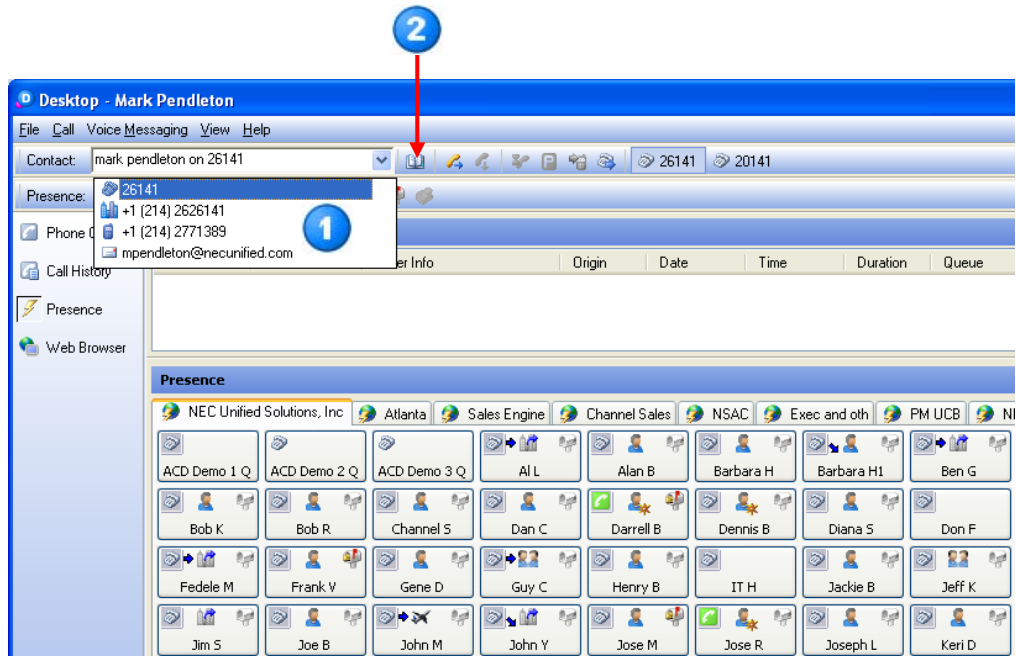 2
Desktop - Mark Pendleton
File Call Voice Messaging View Help
Contact: mark pendleton on 26141 26141 20141
Presence: 26141
+1 (214) 2626141
Phone +1 (214) 2771389 1
mpendleton@necunified.com
Call History er Info Origin Date Time Duration Queue
Presence
Web Browser
Presence
NEC Unified Solutions, Inc Atlanta Sales Engine Channel Sales NSAC Exec and oth PM UCB
ACD Demo 1 Q ACD Demo 2 Q ACD Demo 3 Q Al L Alan B Barbara H Barbara H1 Ben G
Bob K Bob R Channel S Dan C Darrell B Dennis B Diana S Don F
Fedele M Frank V Gene D Guy C Henry B IT H Jackie B Jeff K
Jim S Joe B John M John Y Jose M Jose R Joseph L Keri D